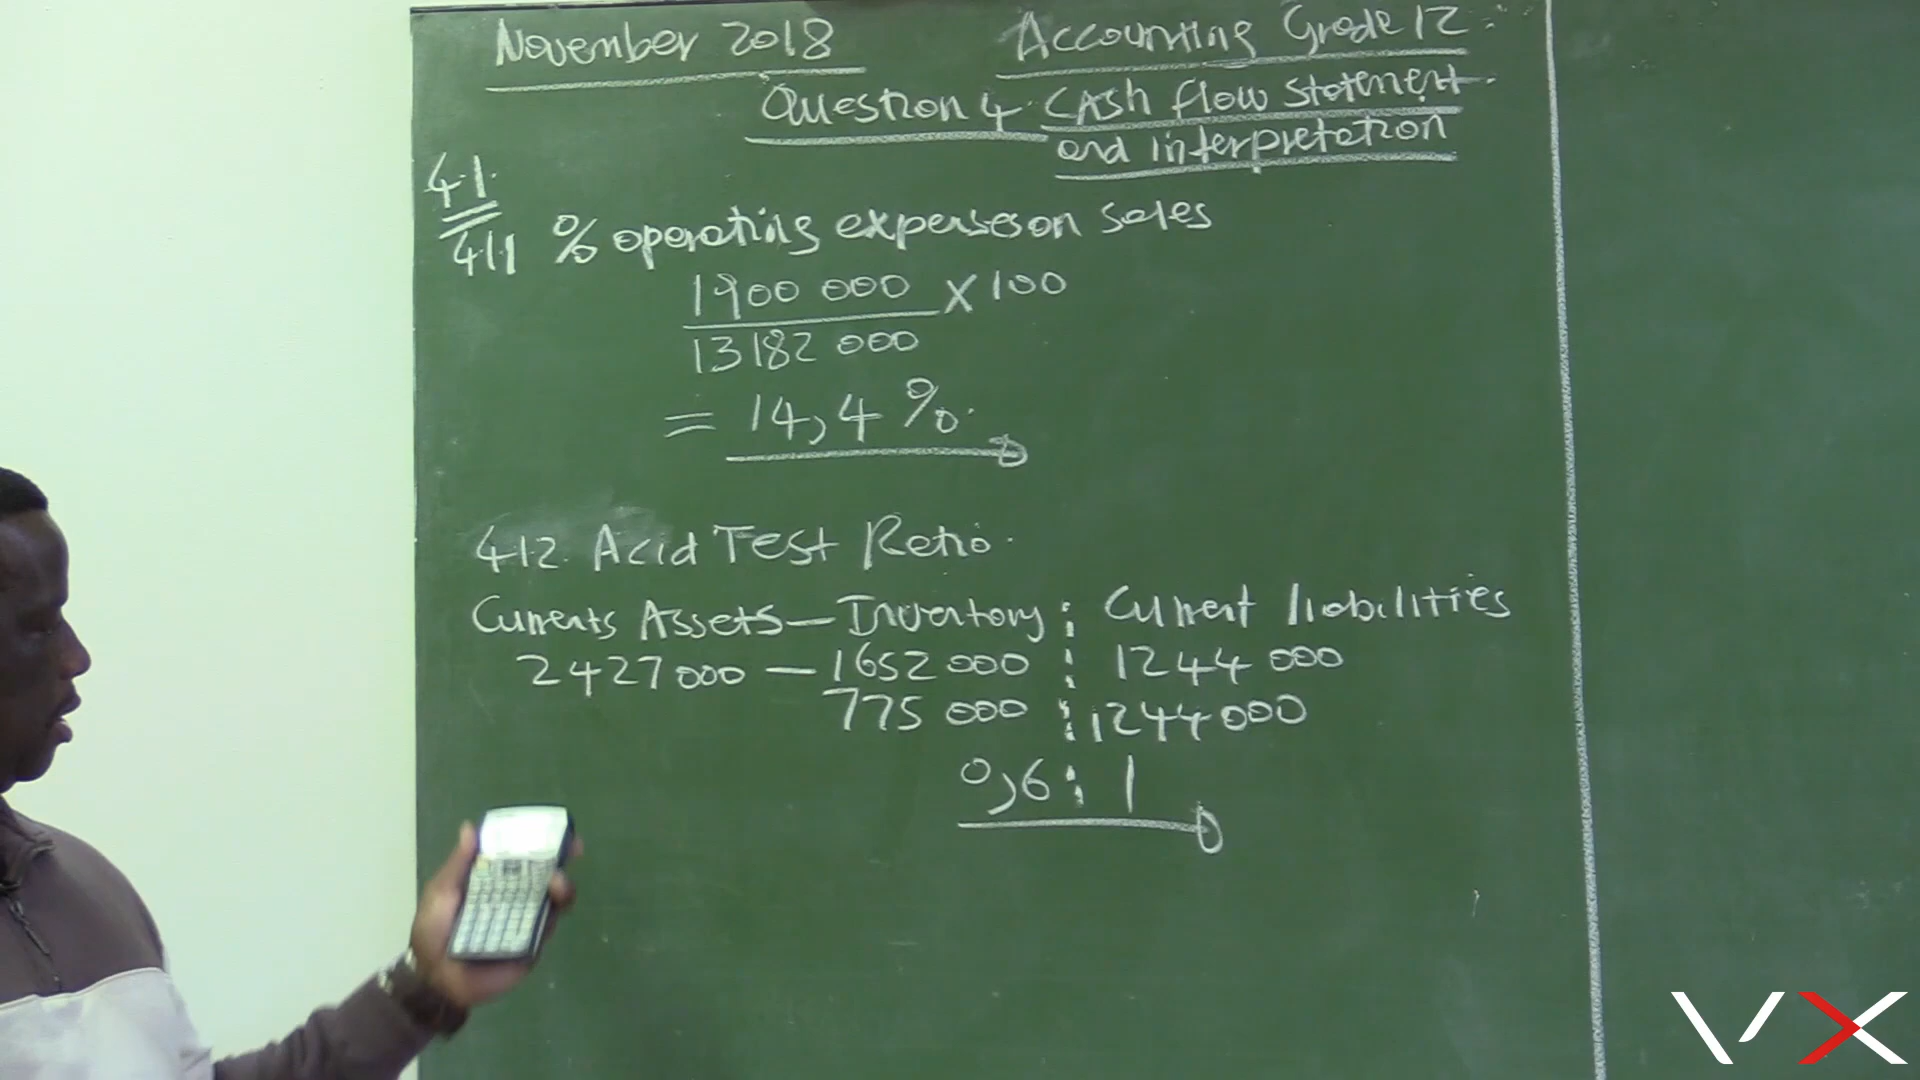 November 2018 Accounting Grade 12
Question 4 Cash flow statement
and interpretation
4.1
4.1.1 % operating expenses on sales
1900 000 × 100
13182 000
= 14,4 %
4.1.2 Acid Test Ratio
Currents Assets — Inventory : Current liabilities
2427 000 — 1652 000 : 1244 000
775 000 : 1244 000
0,6 : 1
VX